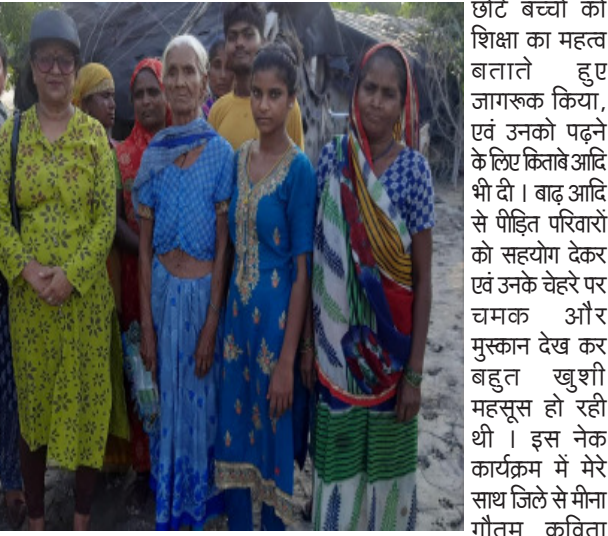 छोटे बच्चों को
शिक्षा का महत्व
बताते हुए
जागरूक किया,
एवं उनको पढ़ने
के लिए किताबे आदि
भी दी । बाढ़ आदि
से पीड़ित परिवारों
को सहयोग देकर
एवं उनके चेहरे पर
चमक और
मुस्कान देख कर
बहुत खुशी
महसूस हो रही
थी । इस नेक
कार्यक्रम में मेरे
साथ जिले से मीना
गौतम कविता